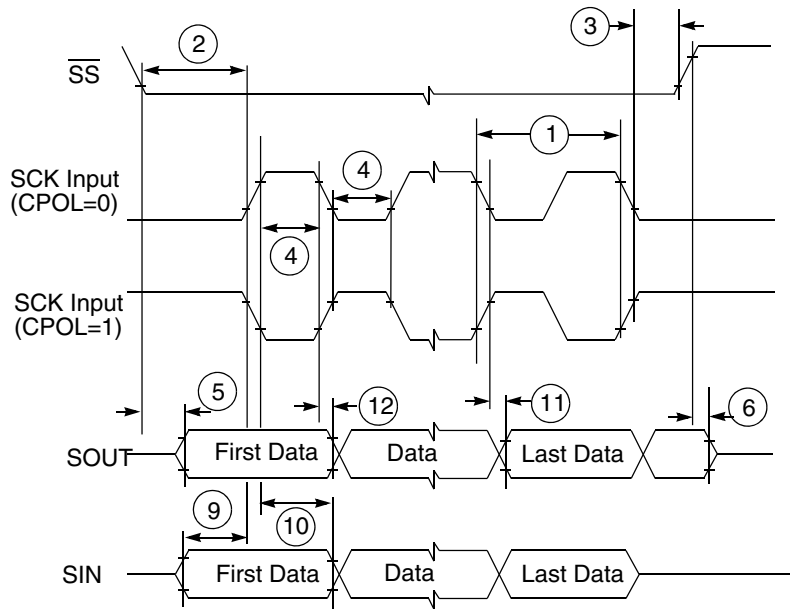 2
3
SS
1
SCK Input
(CPOL=0)
4
4
SCK Input
(CPOL=1)
5
12
11
6
SOUT
First Data
Data
Last Data
9
10
SIN
First Data
Data
Last Data